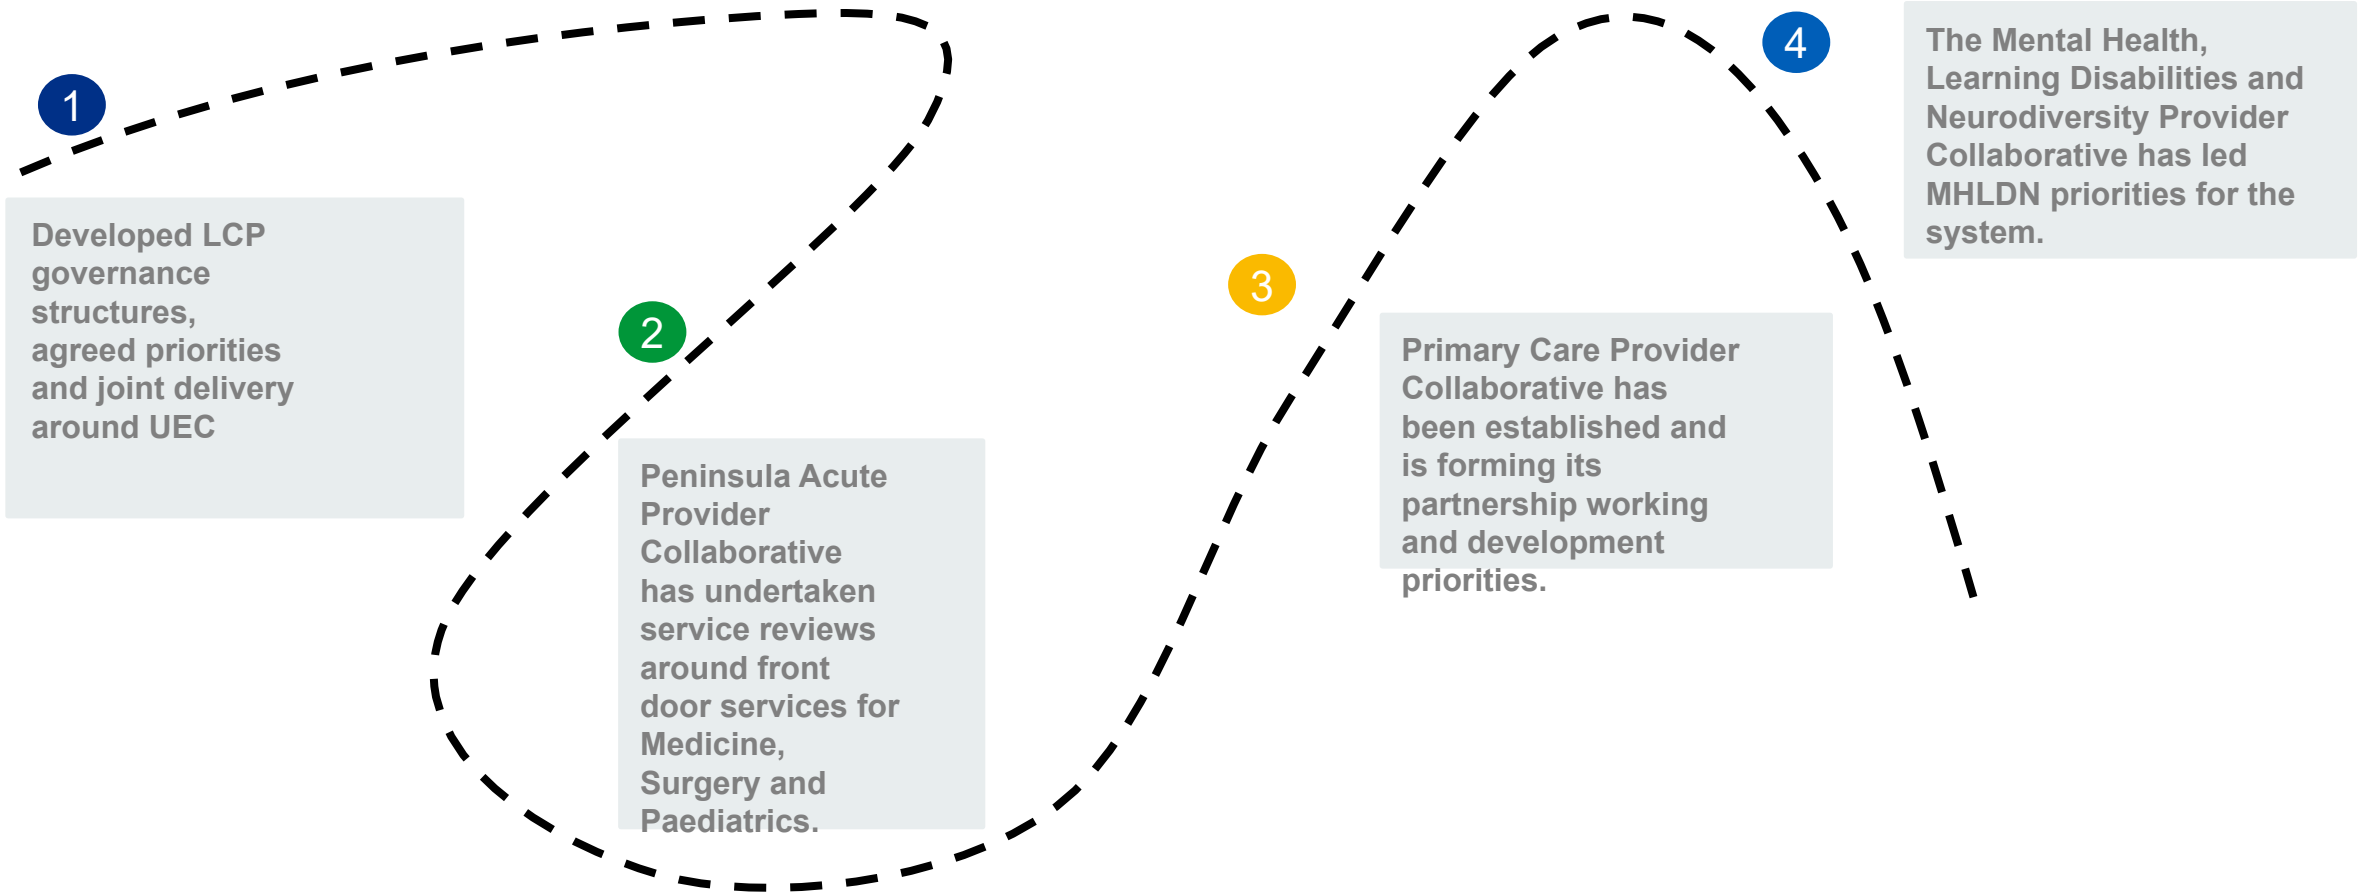 1
Developed LCP
governance
structures,
agreed priorities
and joint delivery
around UEC
2
Peninsula Acute
Provider
Collaborative
has undertaken
service reviews
around front
door services for
Medicine,
Surgery and
Paediatrics.
3
Primary Care Provider
Collaborative has
been established and
is forming its
partnership working
and development
priorities.
4
The Mental Health,
Learning Disabilities and
Neurodiversity Provider
Collaborative has led
MHLDN priorities for the
system.